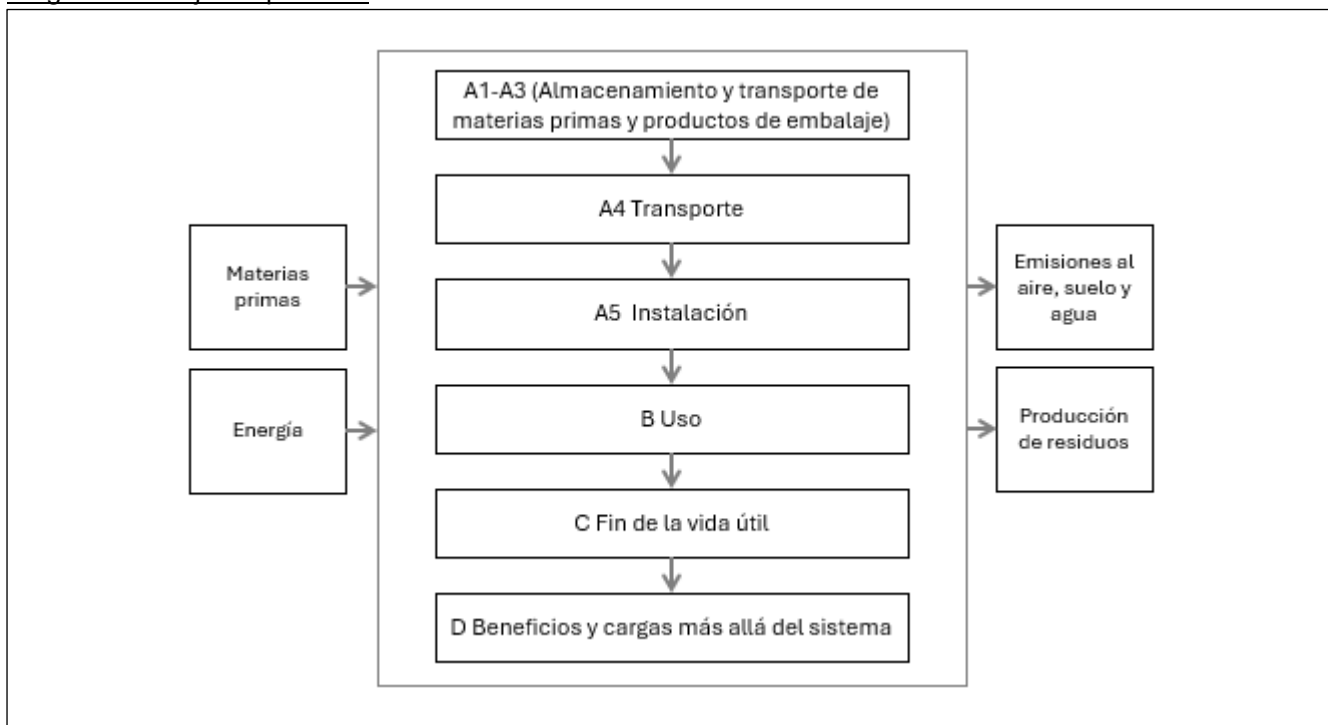 A1-A3 (Almacenamiento y transporte de
materias primas y productos de embalaje)
A4 Transporte
Materias
primas
A5 Instalación
Emisiones al
aire, suelo y
agua
Energía
B Uso
Producción
de residuos
C Fin de la vida útil
D Beneficios y cargas más allá del sistema